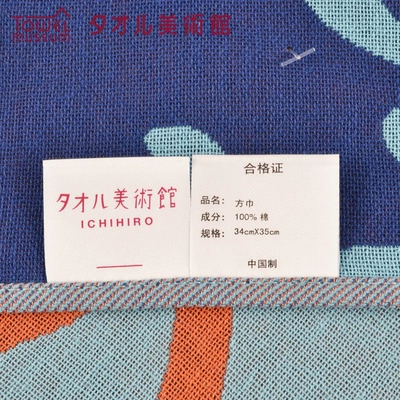 タオル美術館
タオル美術館
ICHIHIRO
合格证
品名: 方巾
成分: 100% 棉
规格: 34cmX35cm
中国制